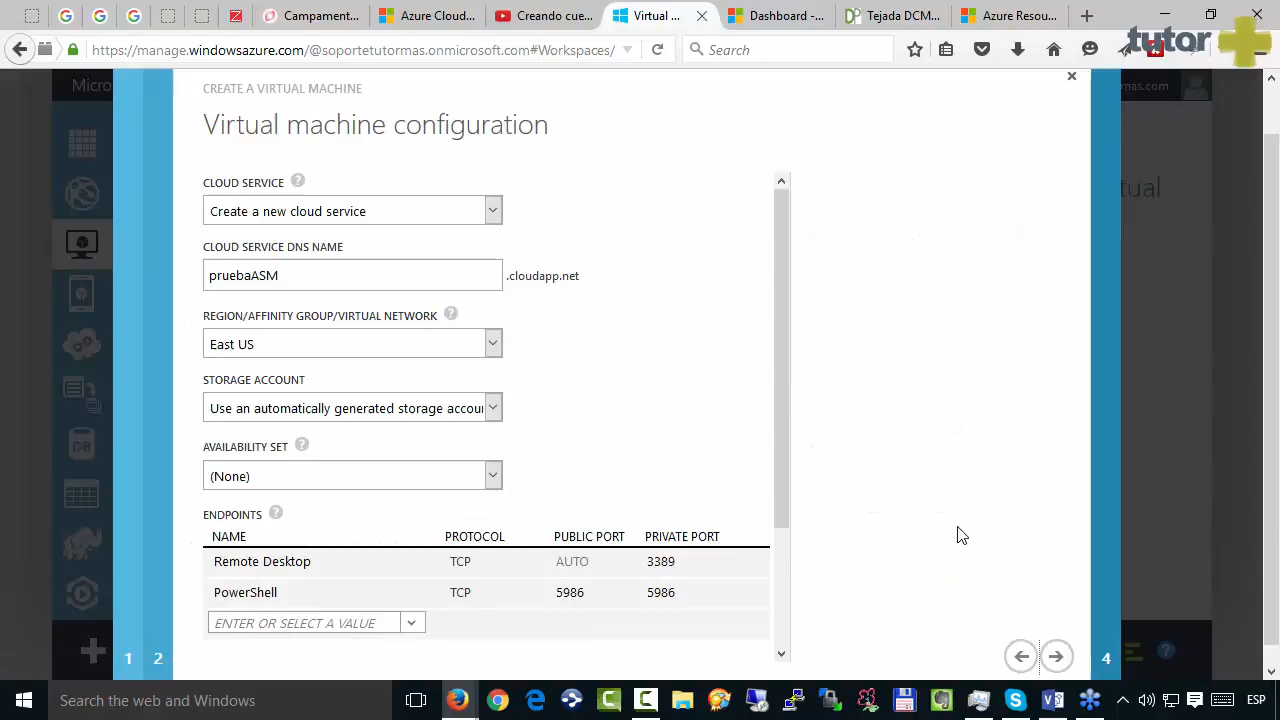 Campament...
Azure Cloud...
Creando cue...
Virtual ...
Dashboard -...
Tejada DCM...
Azure Resou...
https://manage.windowsazure.com/@soportetutormas.onmicrosoft.com#Workspaces/
Search
tutor
Micro
mas.com
CREATE A VIRTUAL MACHINE
Virtual machine configuration
CLOUD SERVICE ?
Create a new cloud service
tual
CLOUD SERVICE DNS NAME
pruebaASM .cloudapp.net
REGION/AFFINITY GROUP/VIRTUAL NETWORK ?
East US
STORAGE ACCOUNT
Use an automatically generated storage accou
AVAILABILITY SET ?
(None)
ENDPOINTS ?
NAME PROTOCOL PUBLIC PORT PRIVATE PORT
Remote Desktop TCP AUTO 3389
PowerShell TCP 5986 5986
ENTER OR SELECT A VALUE
1 2 4 ?
Search the web and Windows
ESP